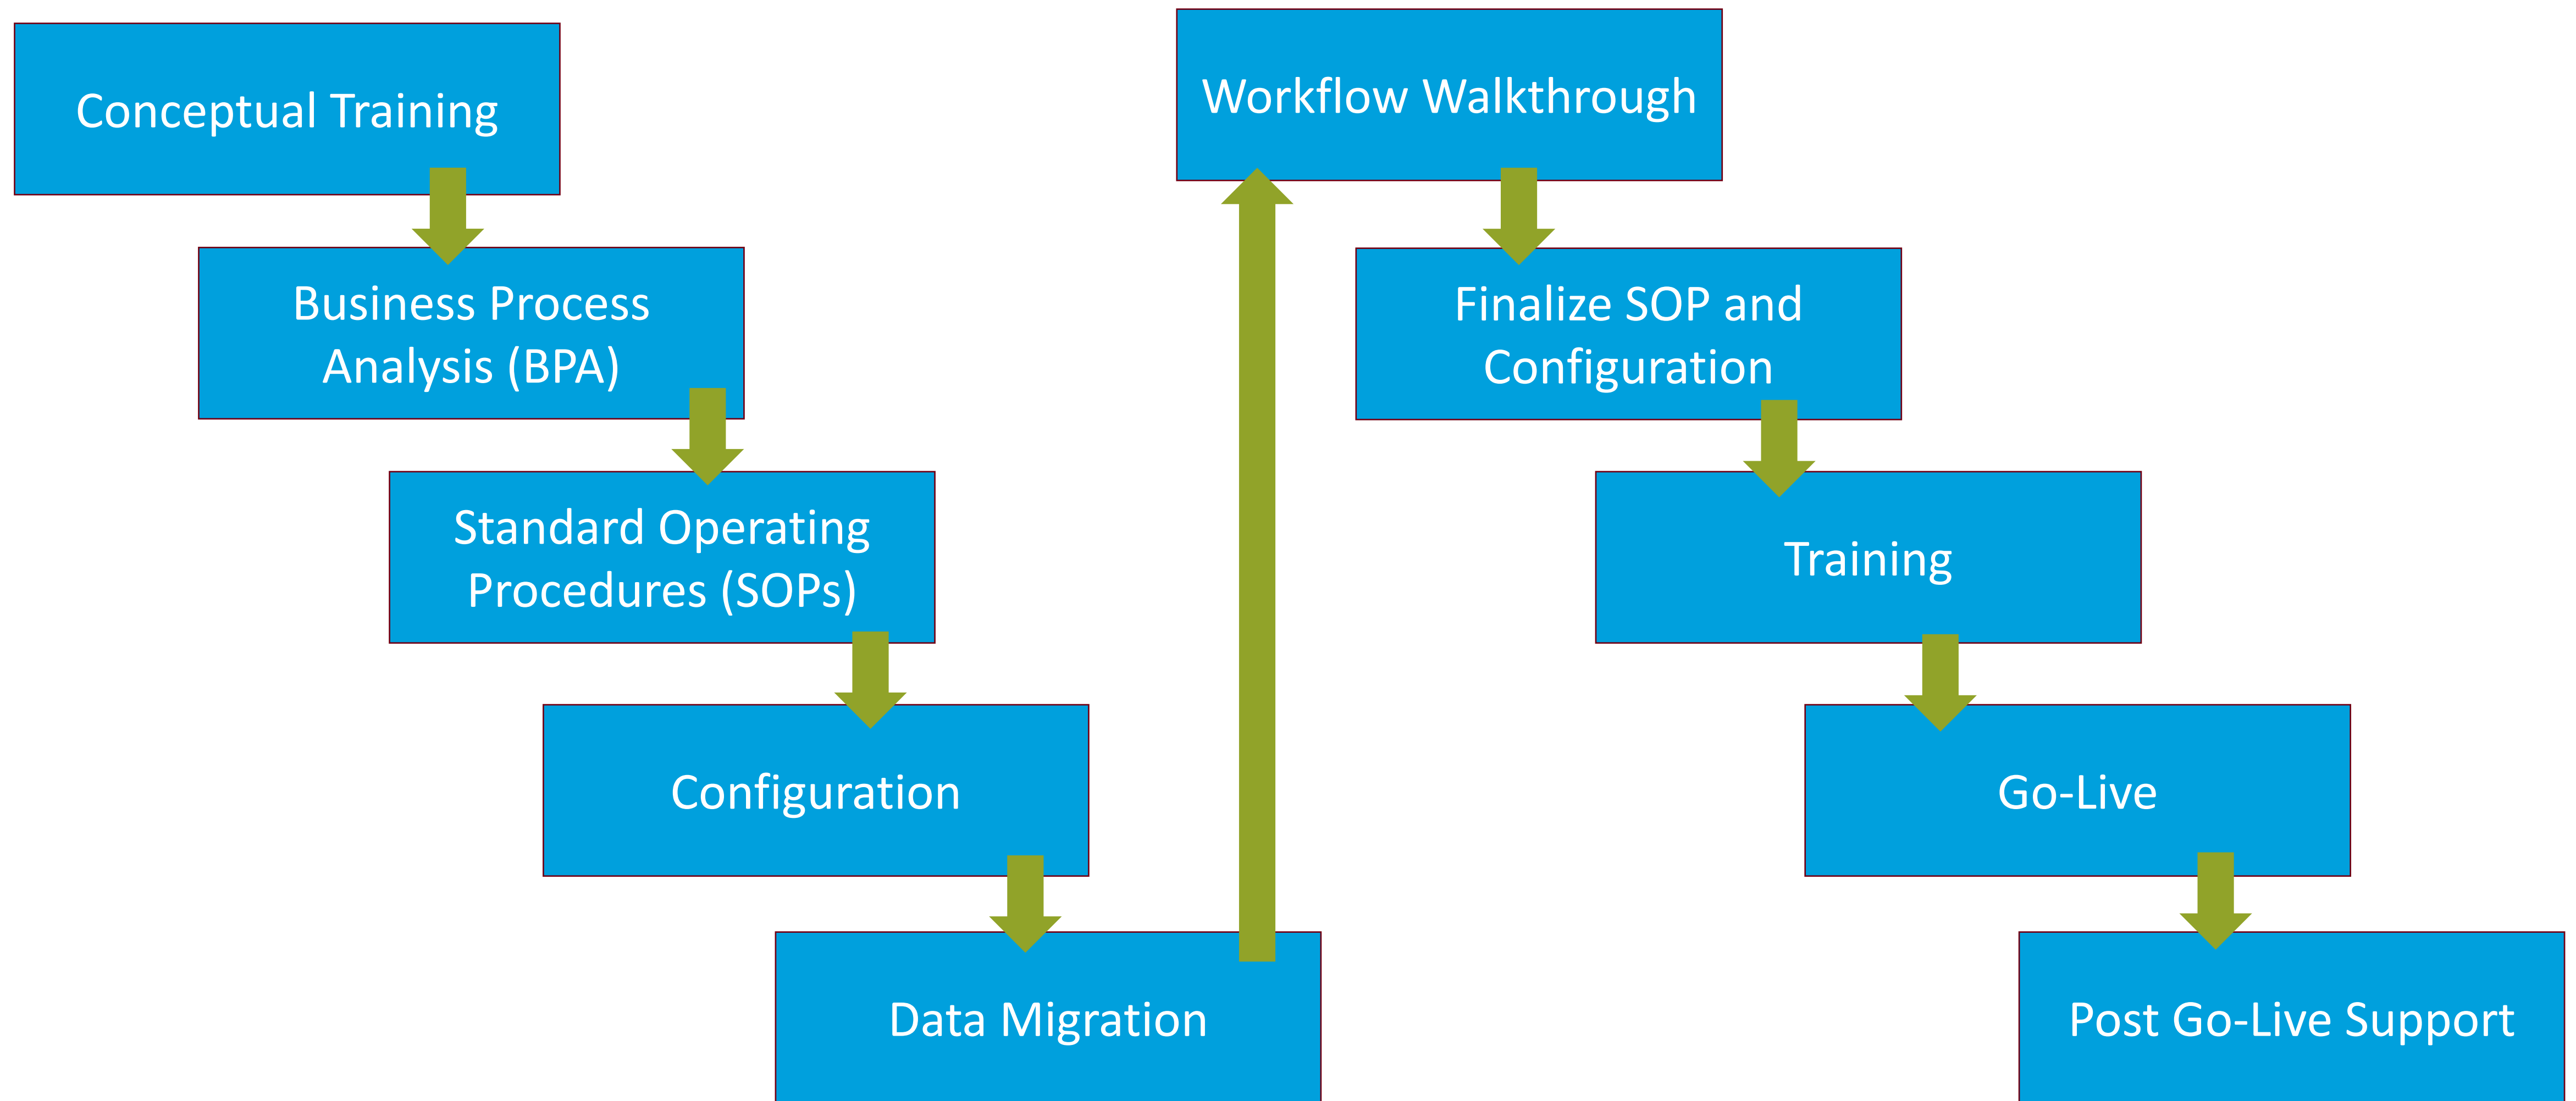 Conceptual Training
Business Process
Analysis (BPA)
Standard Operating
Procedures (SOPs)
Configuration
Data Migration
Workflow Walkthrough
Finalize SOP and
Configuration
Training
Go-Live
Post Go-Live Support